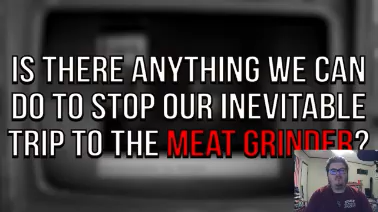 IS THERE ANYTHING WE CAN
DO TO STOP OUR INEVITABLE
TRIP TO THE MEAT GRINDER?